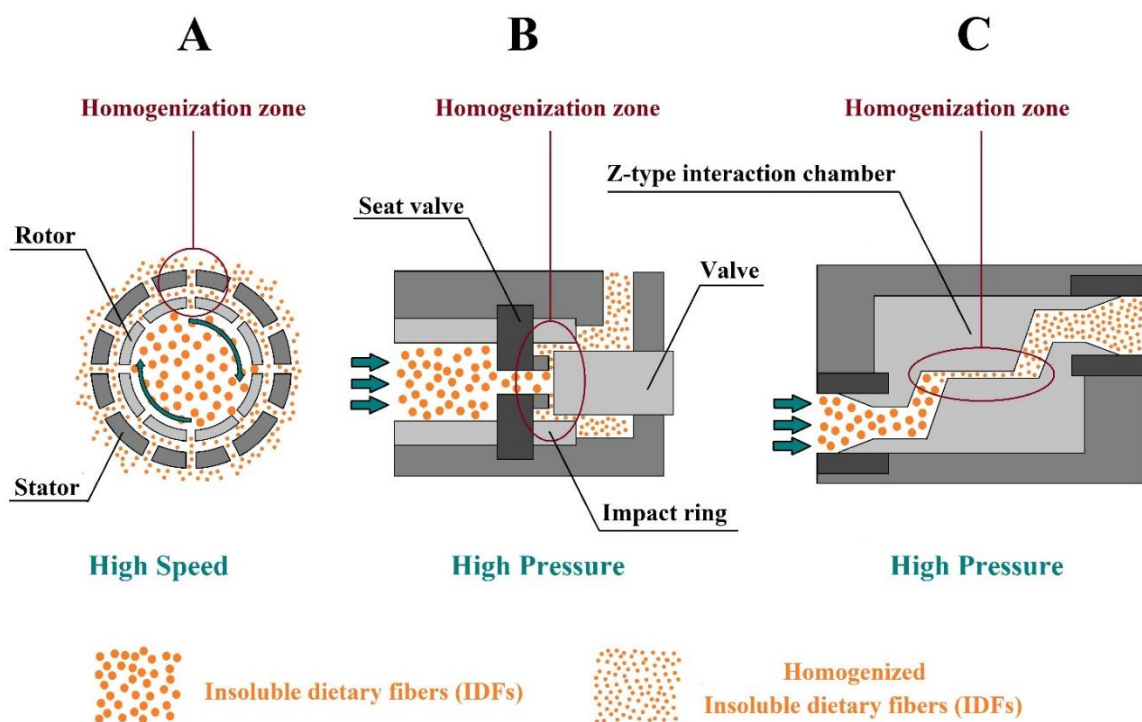 A
B
C
Homogenization zone
Homogenization zone
Homogenization zone
Z-type interaction chamber
Seat valve
Rotor
Valve
Stator
Impact ring
High Speed
High Pressure
High Pressure
Insoluble dietary fibers (IDFs)
Homogenized
Insoluble dietary fibers (IDFs)